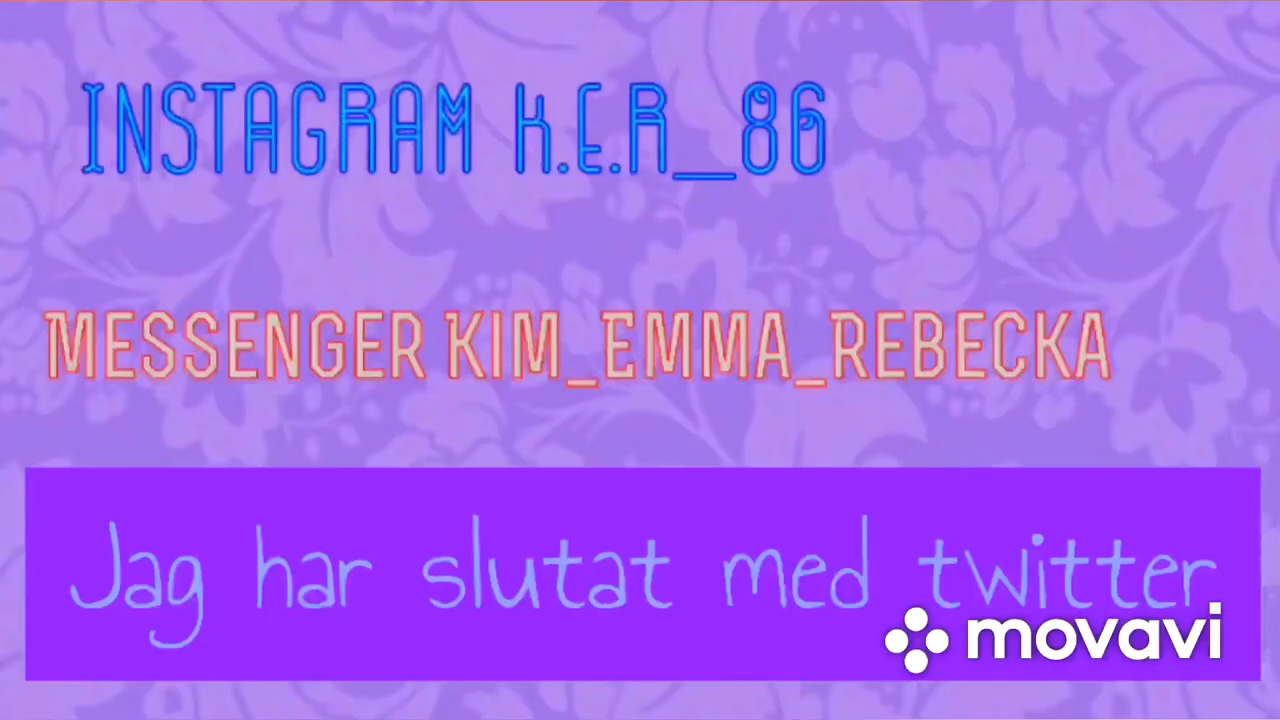 INSTAGRAM K.E.R_86
MESSENGER KIM_EMMA_REBECKA
Jag har slutat med twitter
movavi